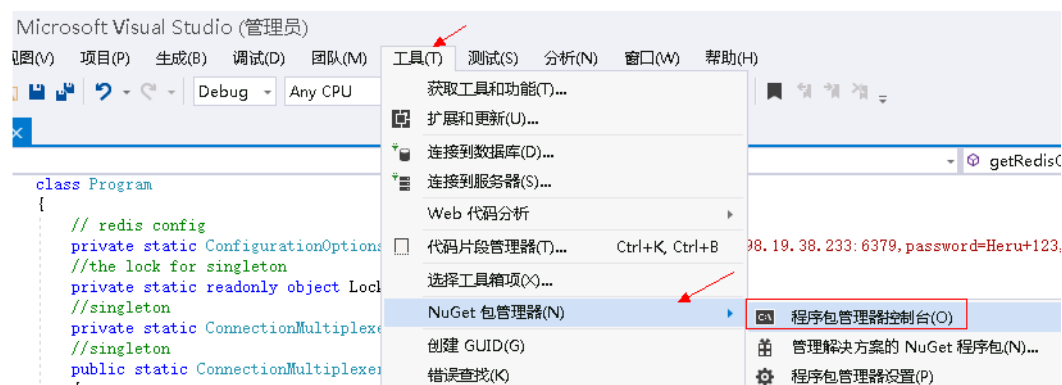 Microsoft Visual Studio (管理员)
视图(V) 项目(P) 生成(B) 调试(D) 团队(M) 工具(T) 测试(S) 分析(N) 窗口(W) 帮助(H)
Debug Any CPU
获取工具和功能(T)...
扩展和更新(U)...
连接到数据库(D)...
getRedisC
连接到服务器(S)...
class Program
{
Web 代码分析
// redis config
private static ConfigurationOptions
代码片段管理器(T)... Ctrl+K, Ctrl+B
98.19.38.233:6379,password=Heru+123,
//the lock for singleton
选择工具箱项(X)...
private static readonly object Lock
//singleton
NuGet 包管理器(N)
程序包管理器控制台(O)
private static ConnectionMultiplexe
//singleton
创建 GUID(G)
管理解决方案的 NuGet 程序包(N)...
public static ConnectionMultiplexer
错误查找(K)
程序包管理器设置(P)